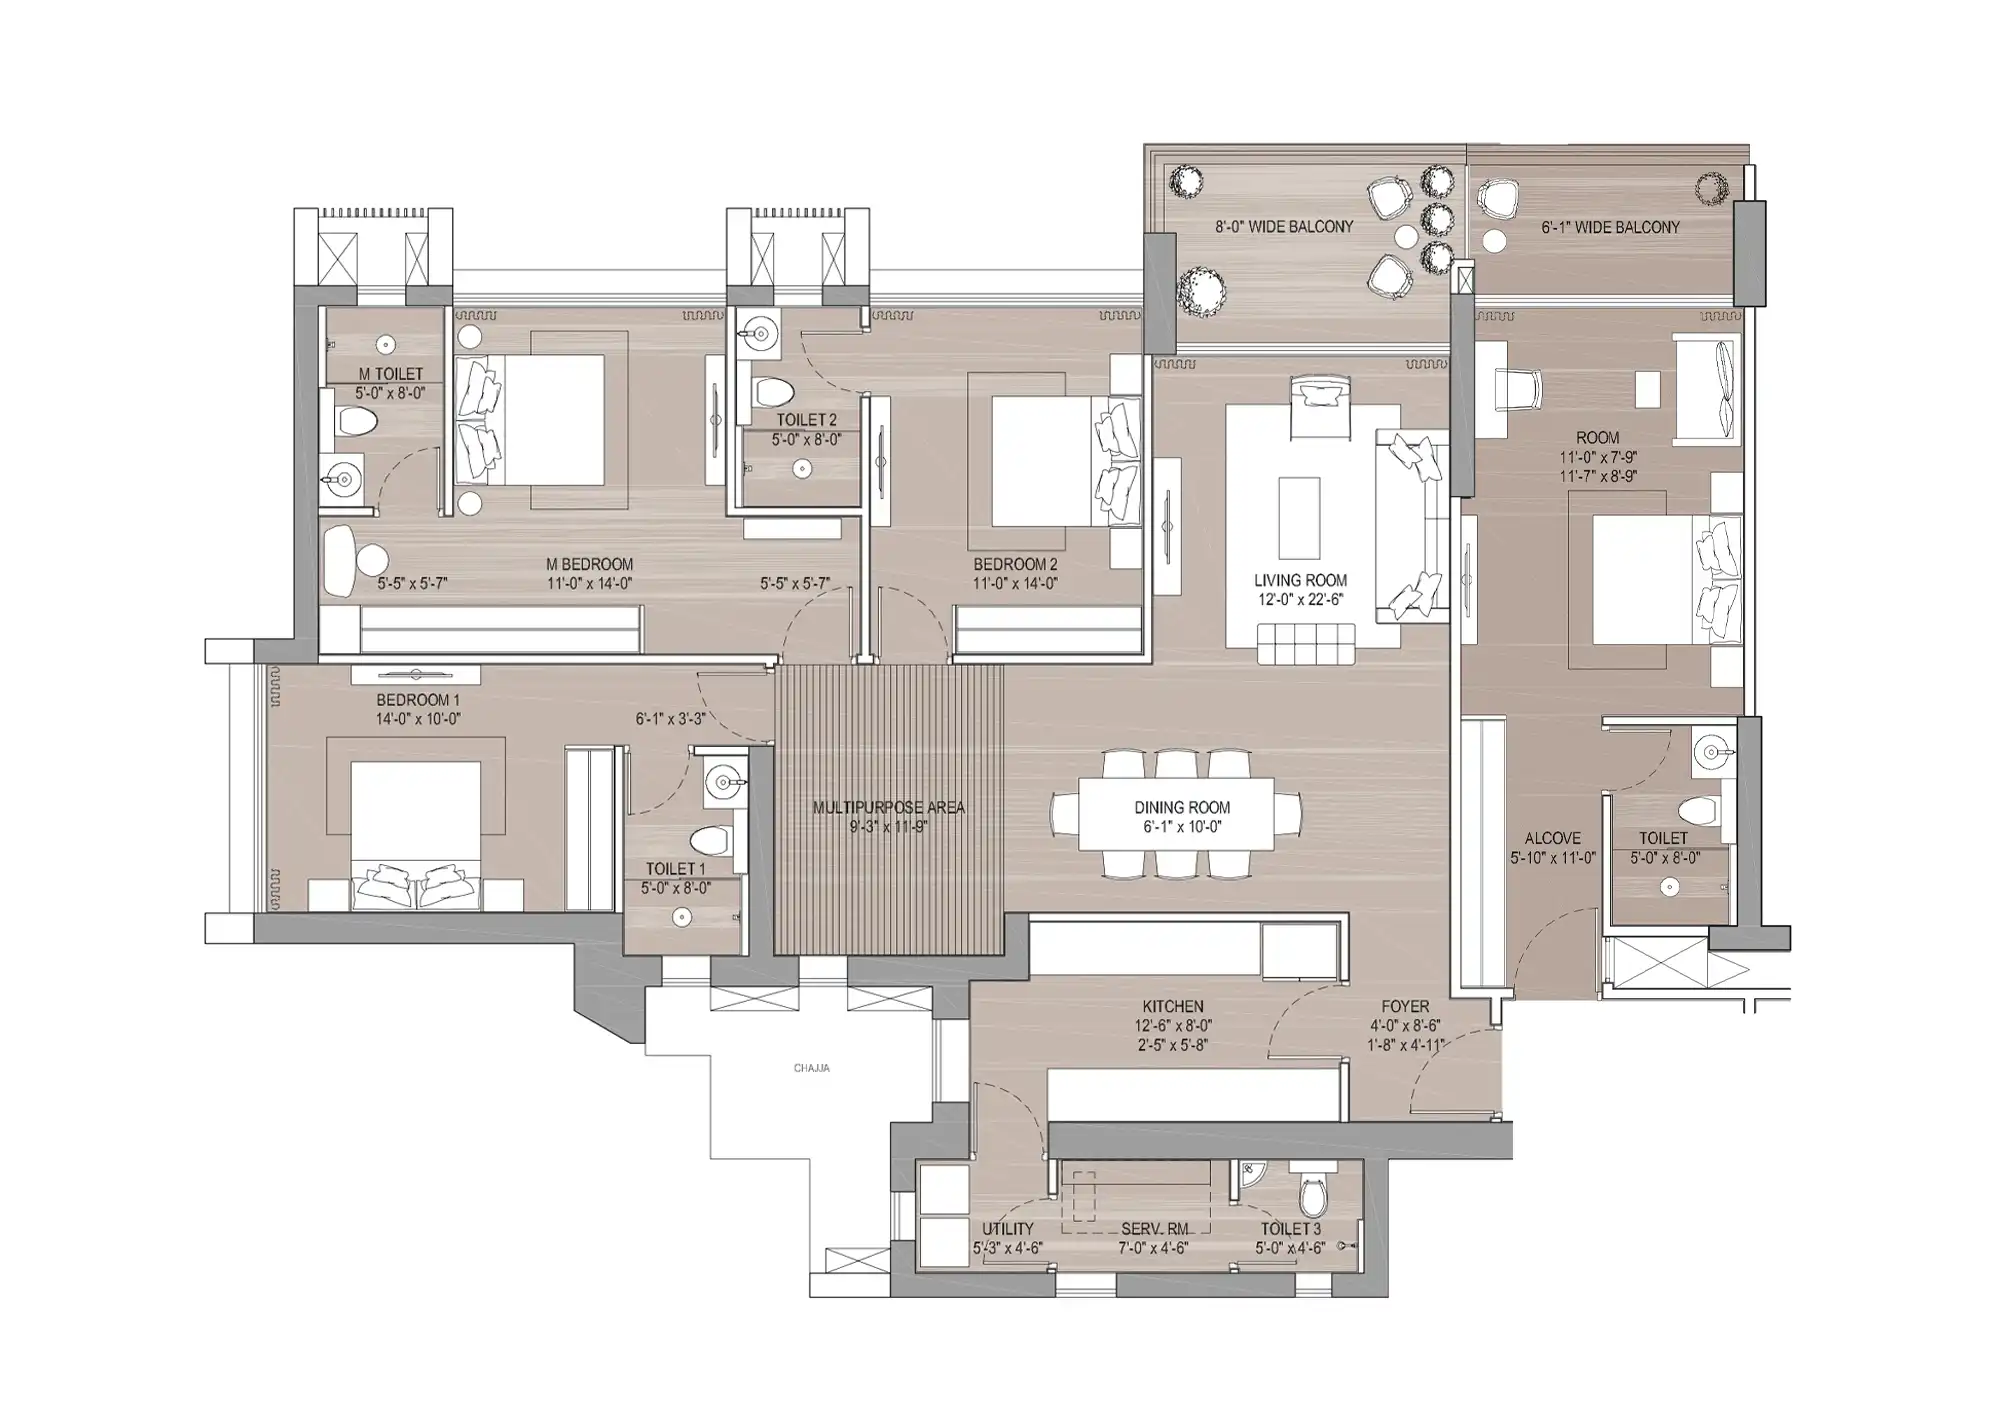 8'-0" WIDE BALCONY
6'-1" WIDE BALCONY
M TOILET
5'-0" x 8'-0"
TOILET 2
5'-0" x 8'-0"
ROOM
11'-0" x 7'-9"
11'-7" x 8'-9"
M BEDROOM
11'-0" x 14'-0"
5'-5" x 5'-7"
5'-5" x 5'-7"
BEDROOM 2
11'-0" x 14'-0"
LIVING ROOM
12'-0" x 22'-6"
BEDROOM 1
14'-0" x 10'-0"
6'-1" x 3'-3"
MULTIPURPOSE AREA
9'-3" x 11'-9"
DINING ROOM
6'-1" x 10'-0"
ALCOVE
5'-10" x 11'-0"
TOILET
5'-0" x 8'-0"
TOILET 1
5'-0" x 8'-0"
KITCHEN
12'-6" x 8'-0"
2'-5" x 5'-8"
FOYER
4'-0" x 8'-6"
1'-8" x 4'-11"
CHAJJA
UTILITY
5'-3" x 4'-6"
SERV. RM
7'-0" x 4'-6"
TOILET 3
5'-0" x 4'-6"